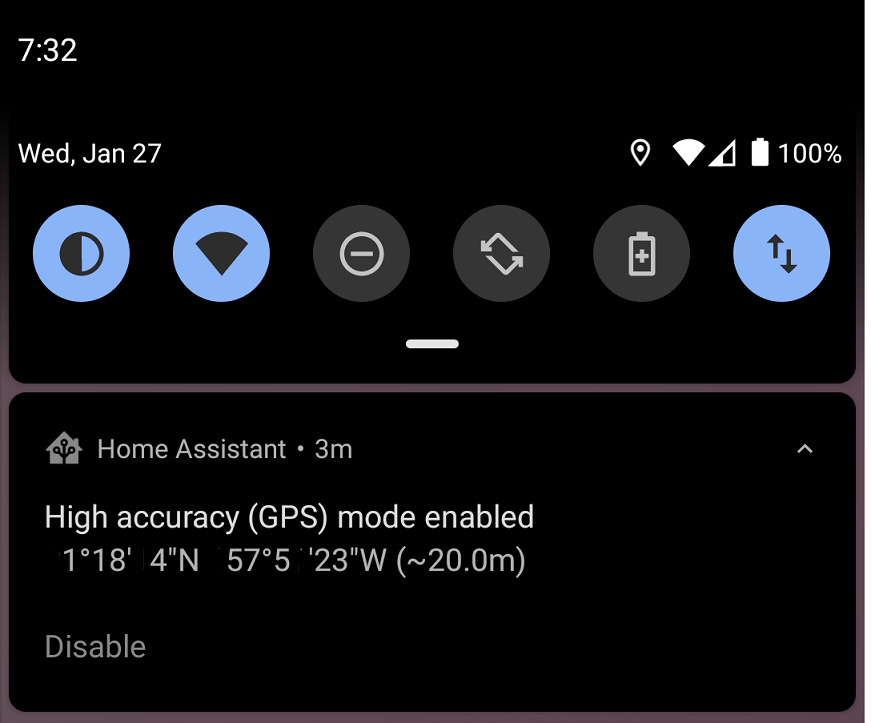 7:32
Wed, Jan 27 100%
Home Assistant • 3m
High accuracy (GPS) mode enabled
1°18' 4"N 57°5 '23"W (~20.0m)
Disable